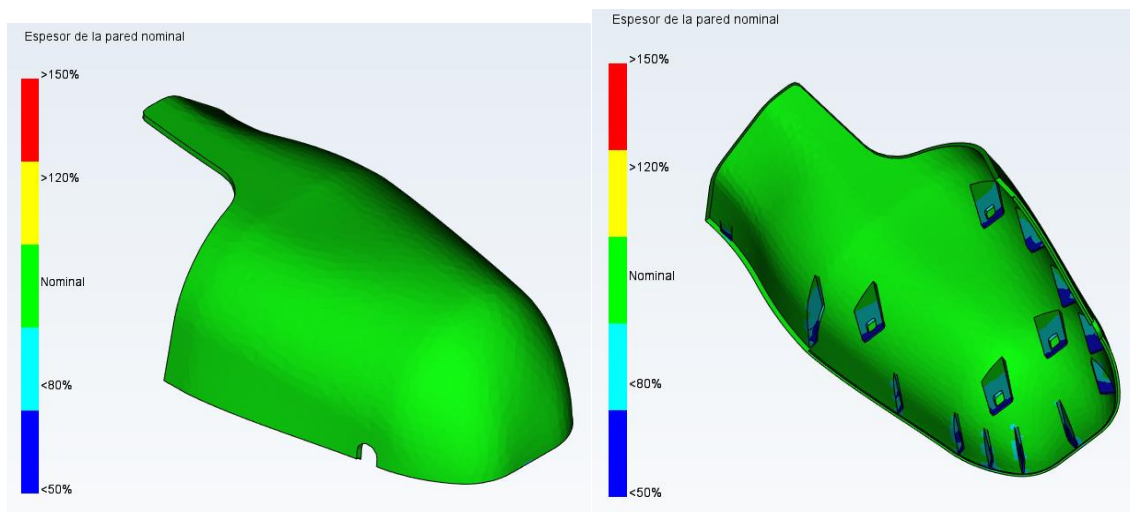 Espesor de la pared nominal
>150%
>120%
Nominal
<80%
<50%
Espesor de la pared nominal
>150%
>120%
Nominal
<80%
<50%